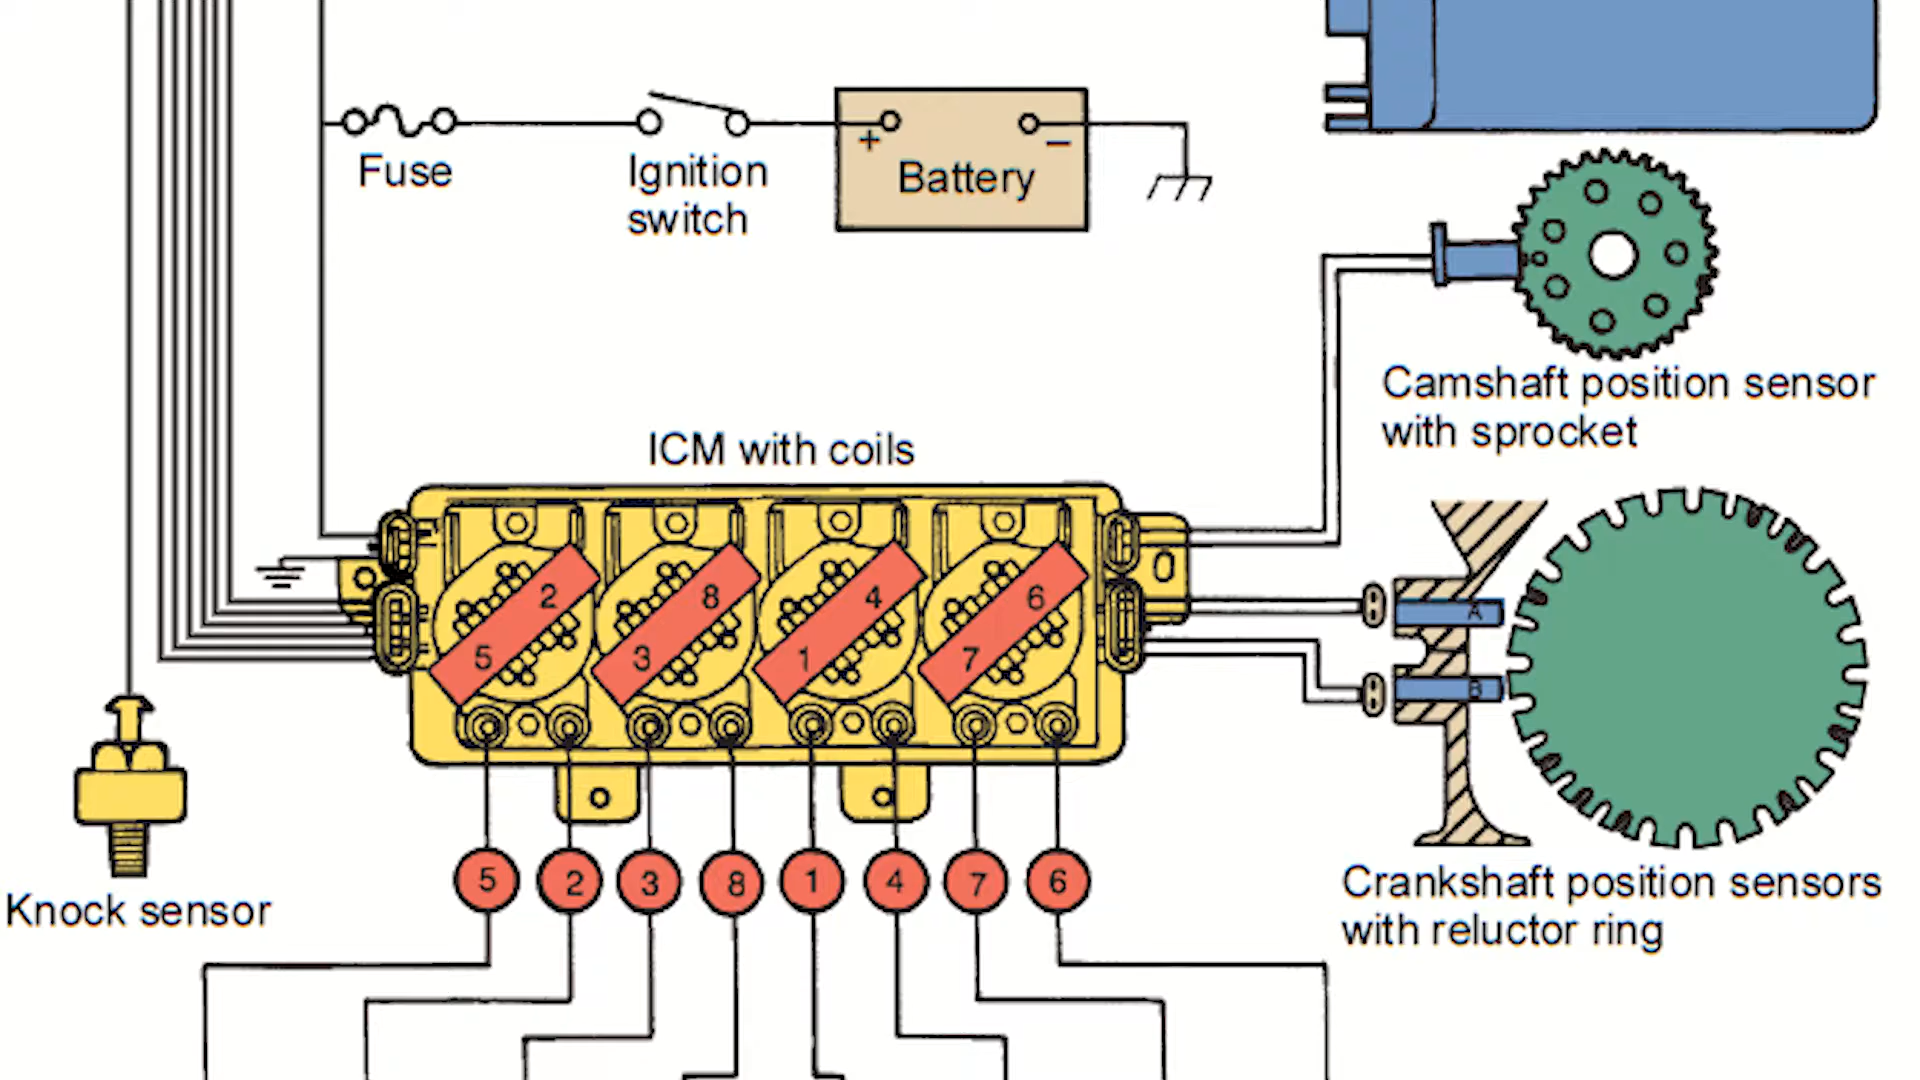 +
−
Battery
Fuse
Ignition
switch
Camshaft position sensor
with sprocket
ICM with coils
2
8
4
6
5
3
1
7
A
B
5
2
3
8
1
4
7
6
Knock sensor
Crankshaft position sensors
with reluctor ring